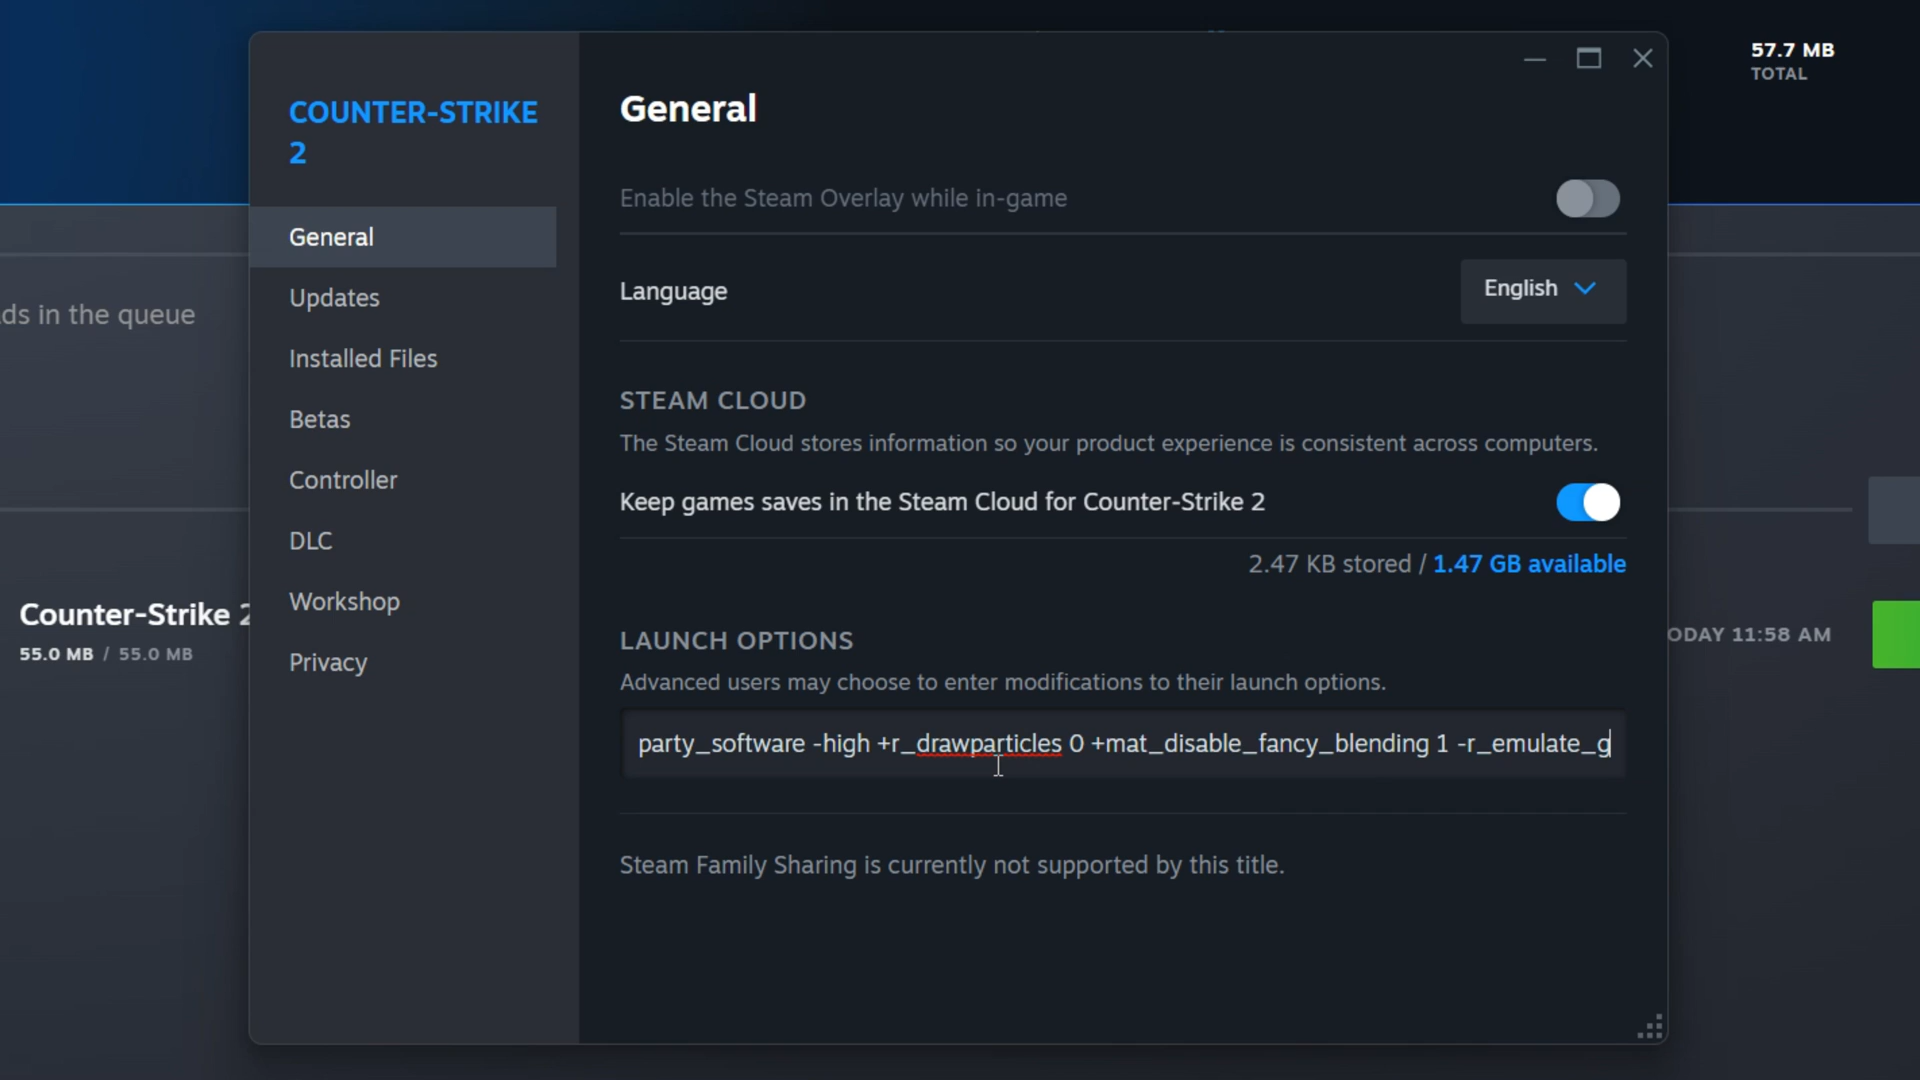 57.7 MB
TOTAL
COUNTER-STRIKE
2
General
Updates
Installed Files
Betas
Controller
DLC
Workshop
Privacy
General
Enable the Steam Overlay while in-game
Language
English
STEAM CLOUD
The Steam Cloud stores information so your product experience is consistent across computers.
Keep games saves in the Steam Cloud for Counter-Strike 2
2.47 KB stored / 1.47 GB available
LAUNCH OPTIONS
Advanced users may choose to enter modifications to their launch options.
party_software -high +r_drawparticles 0 +mat_disable_fancy_blending 1 -r_emulate_g
Steam Family Sharing is currently not supported by this title.
ds in the queue
Counter-Strike 2
55.0 MB / 55.0 MB
ODAY 11:58 AM